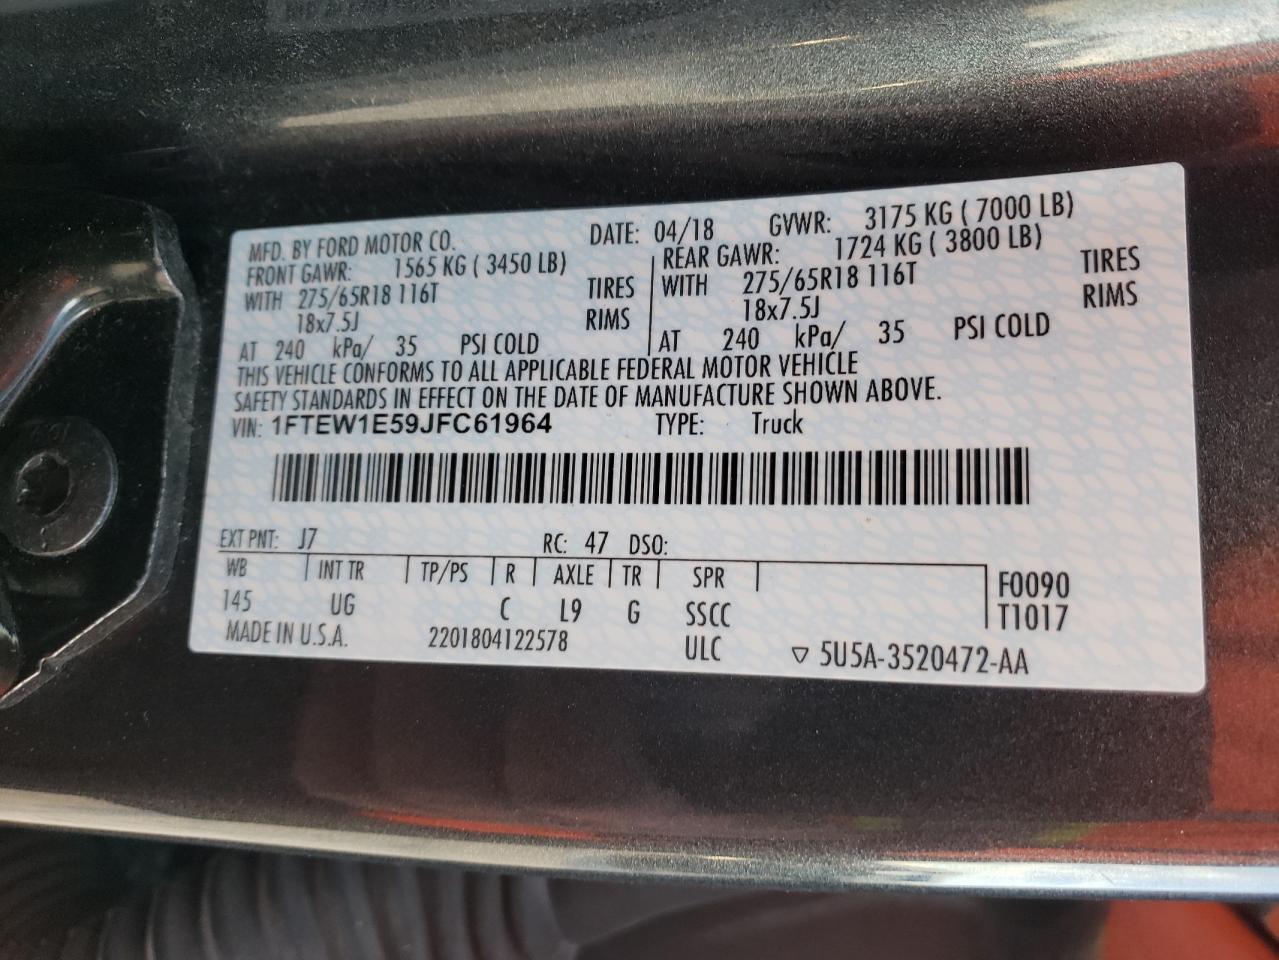 MFD. BY FORD MOTOR CO. DATE: 04/18 GVWR: 3175 KG ( 7000 LB)
FRONT GAWR: 1565 KG ( 3450 LB) REAR GAWR: 1724 KG ( 3800 LB)
WITH 275/65R18 116T TIRES WITH 275/65R18 116T TIRES
18x7.5J RIMS 18x7.5J RIMS
AT 240 kPa/ 35 PSI COLD AT 240 kPa/ 35 PSI COLD
THIS VEHICLE CONFORMS TO ALL APPLICABLE FEDERAL MOTOR VEHICLE
SAFETY STANDARDS IN EFFECT ON THE DATE OF MANUFACTURE SHOWN ABOVE.
VIN: 1FTEW1E59JFC61964 TYPE: Truck
EXT PNT: J7 RC: 47 DSO:
WB INT TR TP/PS R AXLE TR SPR F0090
145 UG C L9 G SSCC T1017
MADE IN U.S.A. 2201804122578 ULC ▽ 5U5A-3520472-AA